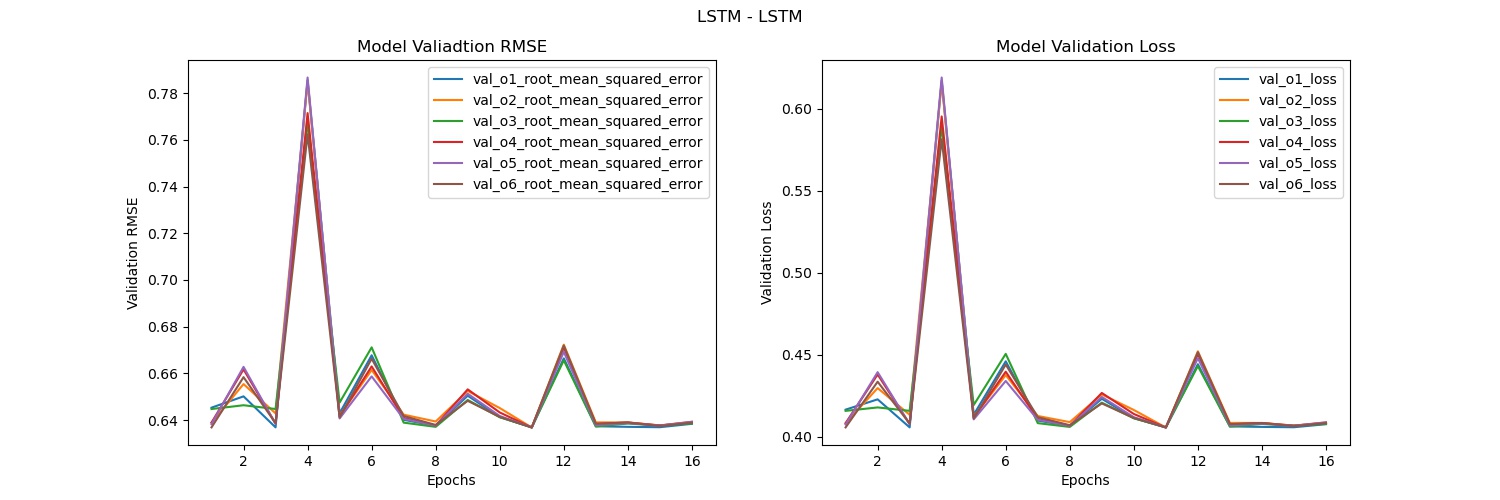 LSTM - LSTM
Model Valiadtion RMSE
Validation RMSE
0.78
0.76
0.74
0.72
0.70
0.68
0.66
0.64
val_o1_root_mean_squared_error
val_o2_root_mean_squared_error
val_o3_root_mean_squared_error
val_o4_root_mean_squared_error
val_o5_root_mean_squared_error
val_o6_root_mean_squared_error
2 4 6 8 10 12 14 16
Epochs
Model Validation Loss
Validation Loss
0.60
0.55
0.50
0.45
0.40
val_o1_loss
val_o2_loss
val_o3_loss
val_o4_loss
val_o5_loss
val_o6_loss
2 4 6 8 10 12 14 16
Epochs